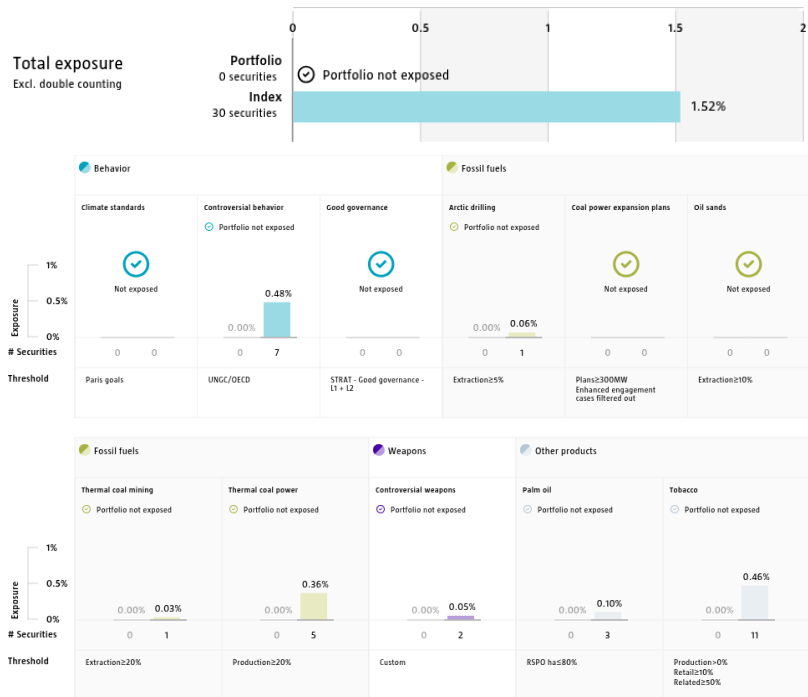 0 0.5 1 1.5 2
Total exposure
Excl. double counting
Portfolio
0 securities
Portfolio not exposed
Index
30 securities
1.52%
Behavior Fossil fuels
Climate standards Controversial behavior Good governance Arctic drilling Coal power expansion plans Oil sands
Portfolio not exposed Portfolio not exposed
Not exposed Not exposed Not exposed Not exposed
Exposure
1%
0.5%
0%
0.00% 0.48% 0.00% 0.06%
# Securities 0 0 0 7 0 0 0 1 0 0 0 0
Threshold Paris goals UNGC/OECD STRAT - Good governance - Extraction≥5% Plans≥300MW Extraction≥10%
L1 + L2 Enhanced engagement
cases filtered out
Fossil fuels Weapons Other products
Thermal coal mining Thermal coal power Controversial weapons Palm oil Tobacco
Portfolio not exposed Portfolio not exposed Portfolio not exposed Portfolio not exposed Portfolio not exposed
Exposure
1%
0.5%
0%
0.00% 0.03% 0.00% 0.36% 0.00% 0.05% 0.00% 0.10% 0.00% 0.46%
# Securities 0 1 0 5 0 2 0 3 0 11
Threshold Extraction≥20% Production≥20% Custom RSPO ha≤80% Production>0%
Retail≥10%
Related≥50%